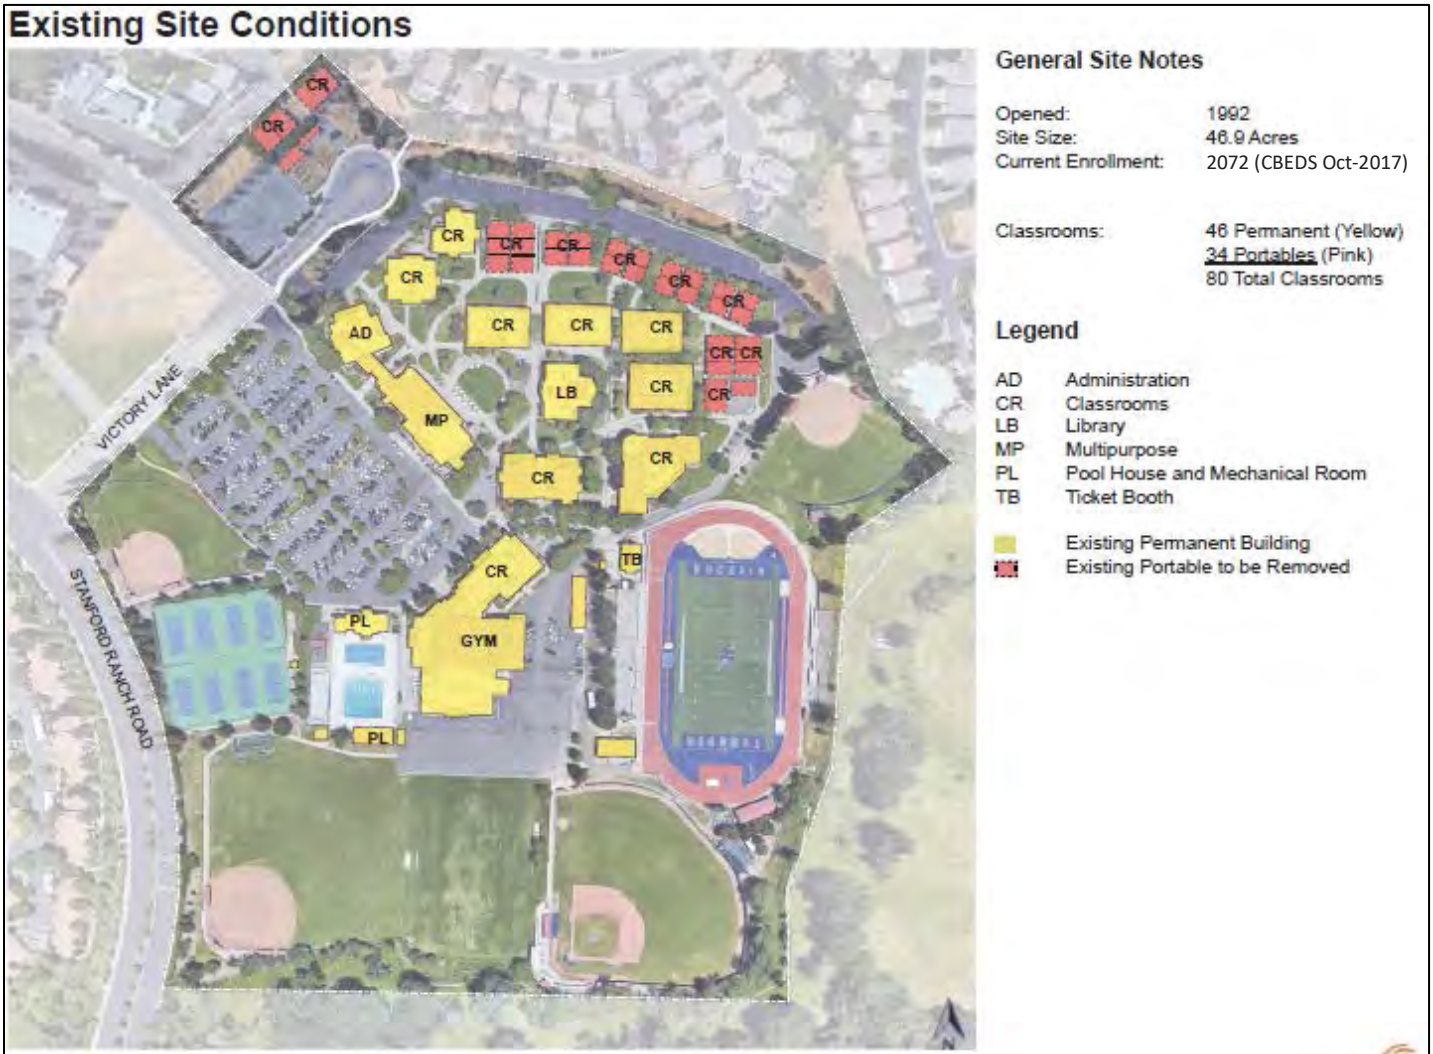 Existing Site Conditions
General Site Notes
Opened: 1992
Site Size: 46.9 Acres
Current Enrollment: 2072 (CBEDS Oct-2017)
Classrooms: 46 Permanent (Yellow)
34 Portables (Pink)
80 Total Classrooms
Legend
AD Administration
CR Classrooms
LB Library
MP Multipurpose
PL Pool House and Mechanical Room
TB Ticket Booth
Existing Permanent Building
Existing Portable to be Removed
CR
CR
CR
CR
CR
CR
CR
CR
CR
CR
AD
CR
CR
CR
CR
CR
CR
LB
CR
MP
CR
CR
VICTORY LANE
STANFORD RANCH ROAD
CR
TB
PL
GYM
PL
ROCKLIN
THUNDER
N